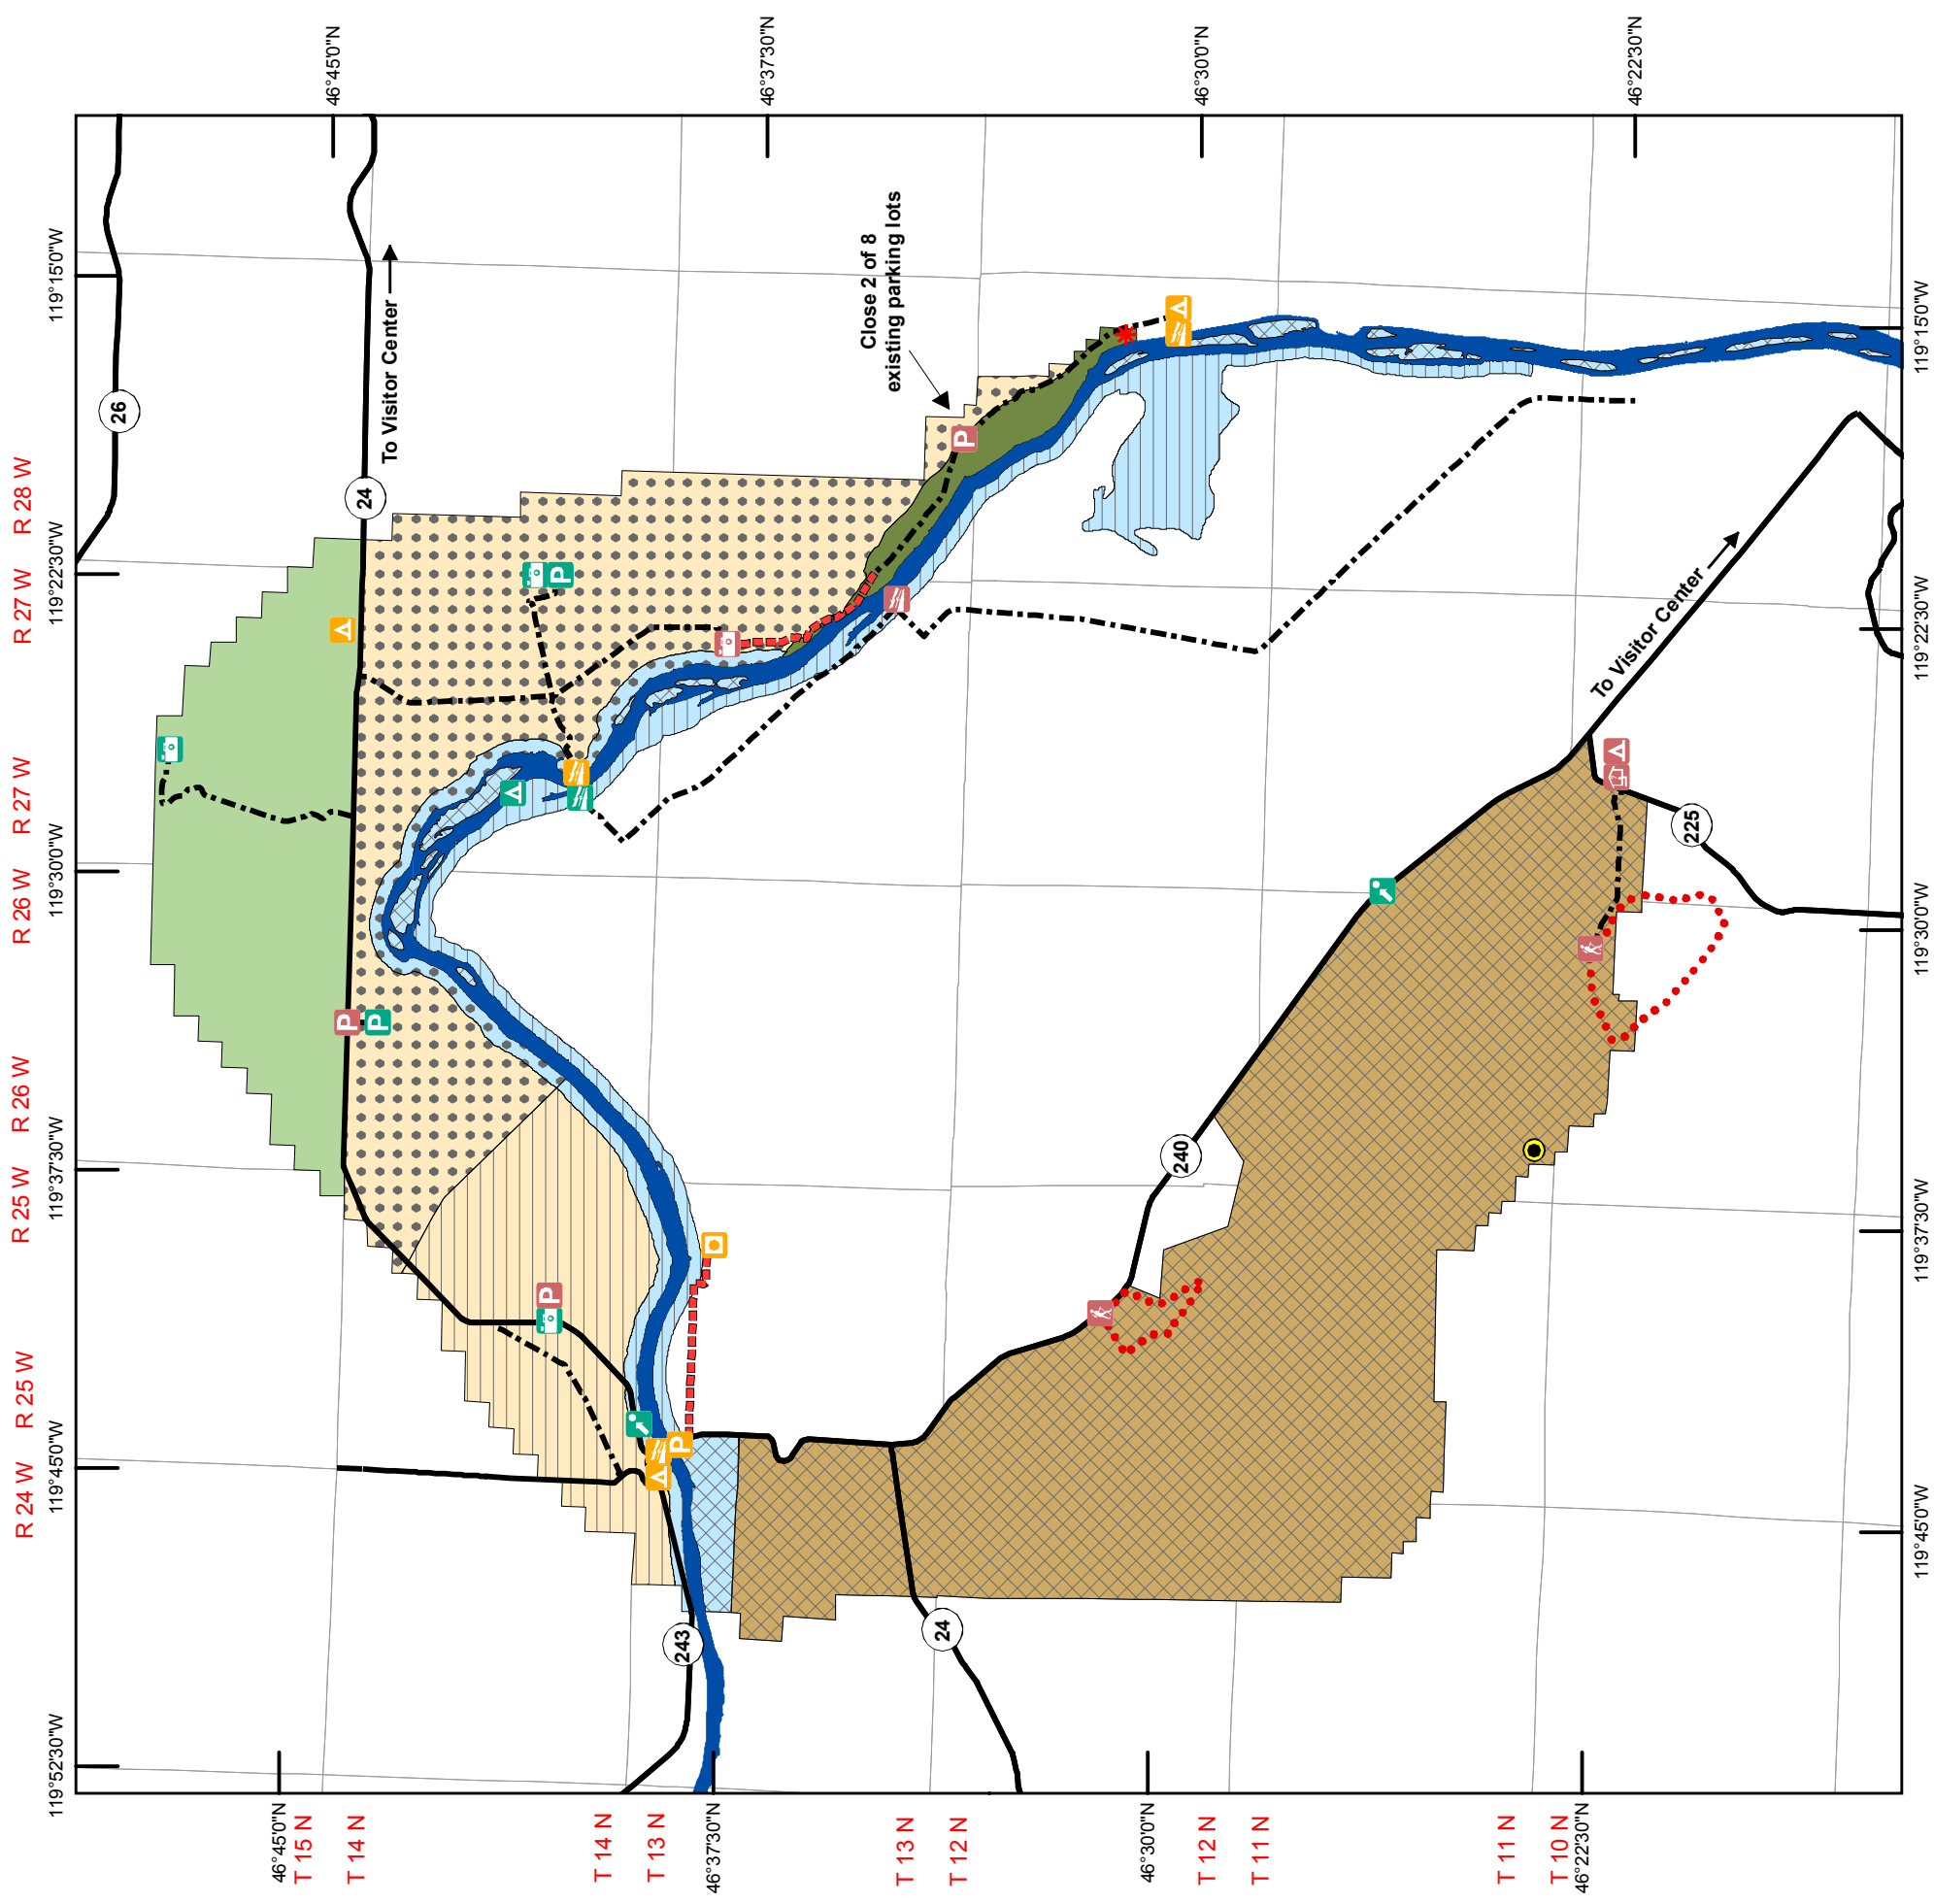 R 24 W
R 25 W
R 25 W
R 26 W
R 26 W
R 27 W
R 27 W
R 28 W
119°52'30"W
119°45'0"W
119°37'30"W
119°30'0"W
119°22'30"W
119°15'0"W
46°45'0"N
T 15 N
T 14 N
T 14 N
T 13 N
46°37'30"N
T 13 N
T 12 N
46°30'0"N
T 12 N
T 11 N
T 11 N
T 10 N
46°22'30"N
46°45'0"N
46°37'30"N
46°30'0"N
46°22'30"N
26
24
To Visitor Center
Close 2 of 8
existing parking lots
P
P
P
P
P
P
P
243
24
240
225
To Visitor Center
119°45'0"W
119°37'30"W
119°30'0"W
119°22'30"W
119°15'0"W